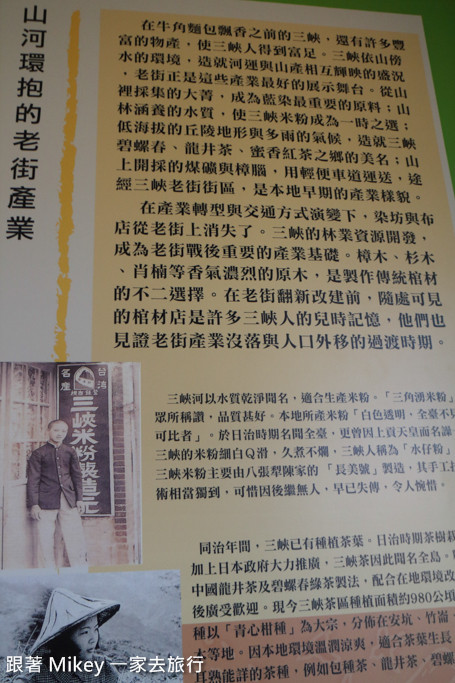 山河環抱的老街產業
在牛角麵包飄香之前的三峽，還有許多豐
富的物產，使三峽人得到富足。三峽依山傍
水的環境，造就河運與山產相互輝映的盛況
，老街正是這些產業最好的展示舞台。從山
裡採集的大菁，成為藍染最重要的原料；山
林涵養的水質，使三峽米粉成為一時之選；
低海拔的丘陵地形與多雨的氣候，造就三峽
碧螺春、龍井茶、蜜香紅茶之鄉的美名；山
上開採的煤礦與樟腦，用輕便車道運送，途
經三峽老街街區，是本地早期的產業樣貌。
在產業轉型與交通方式演變下，染坊與布
店從老街上消失了。三峽的林業資源開發，
成為老街戰後重要的產業基礎。樟木、杉木
、肖楠等香氣濃烈的原木，是製作傳統棺材
的不二選擇。在老街翻新改建前，隨處可見
的棺材店是許多三峽人的兒時記憶，他們也
見證老街產業沒落與人口外移的過渡時期。
三峽河以水質乾淨聞名，適合生產米粉。「三角湧米粉」
眾所稱讚，品質甚好。本地所產米粉「白色透明，全臺不
可比者」。於日治時期名聞全臺，更曾因上貢天皇而名譟
三峽的米粉細白Ｑ滑，久煮不爛，三峽人稱為「水仔粉」
三峽米粉主要由八張犁陳家的「長美號」製造，其手工技
術相當獨到，可惜因後繼無人，早已失傳，令人惋惜。
台灣
名產
三峽米粉製造元
同治年間，三峽已有種植茶葉。日治時期茶樹栽
加上日本政府大力推廣，三峽茶因此聞名全島。
中國龍井茶及碧螺春綠茶製法，配合在地環境改
後廣受歡迎。現今三峽茶區種植面積約980公頃
種以「青心柑種」為大宗，分佈在安坑、竹崙
大等地。因本地環境溫潤涼爽，適合茶葉生長
耳熟能詳的茶種，例如包種茶、龍井茶、碧螺
跟著 Mikey 一家去旅行